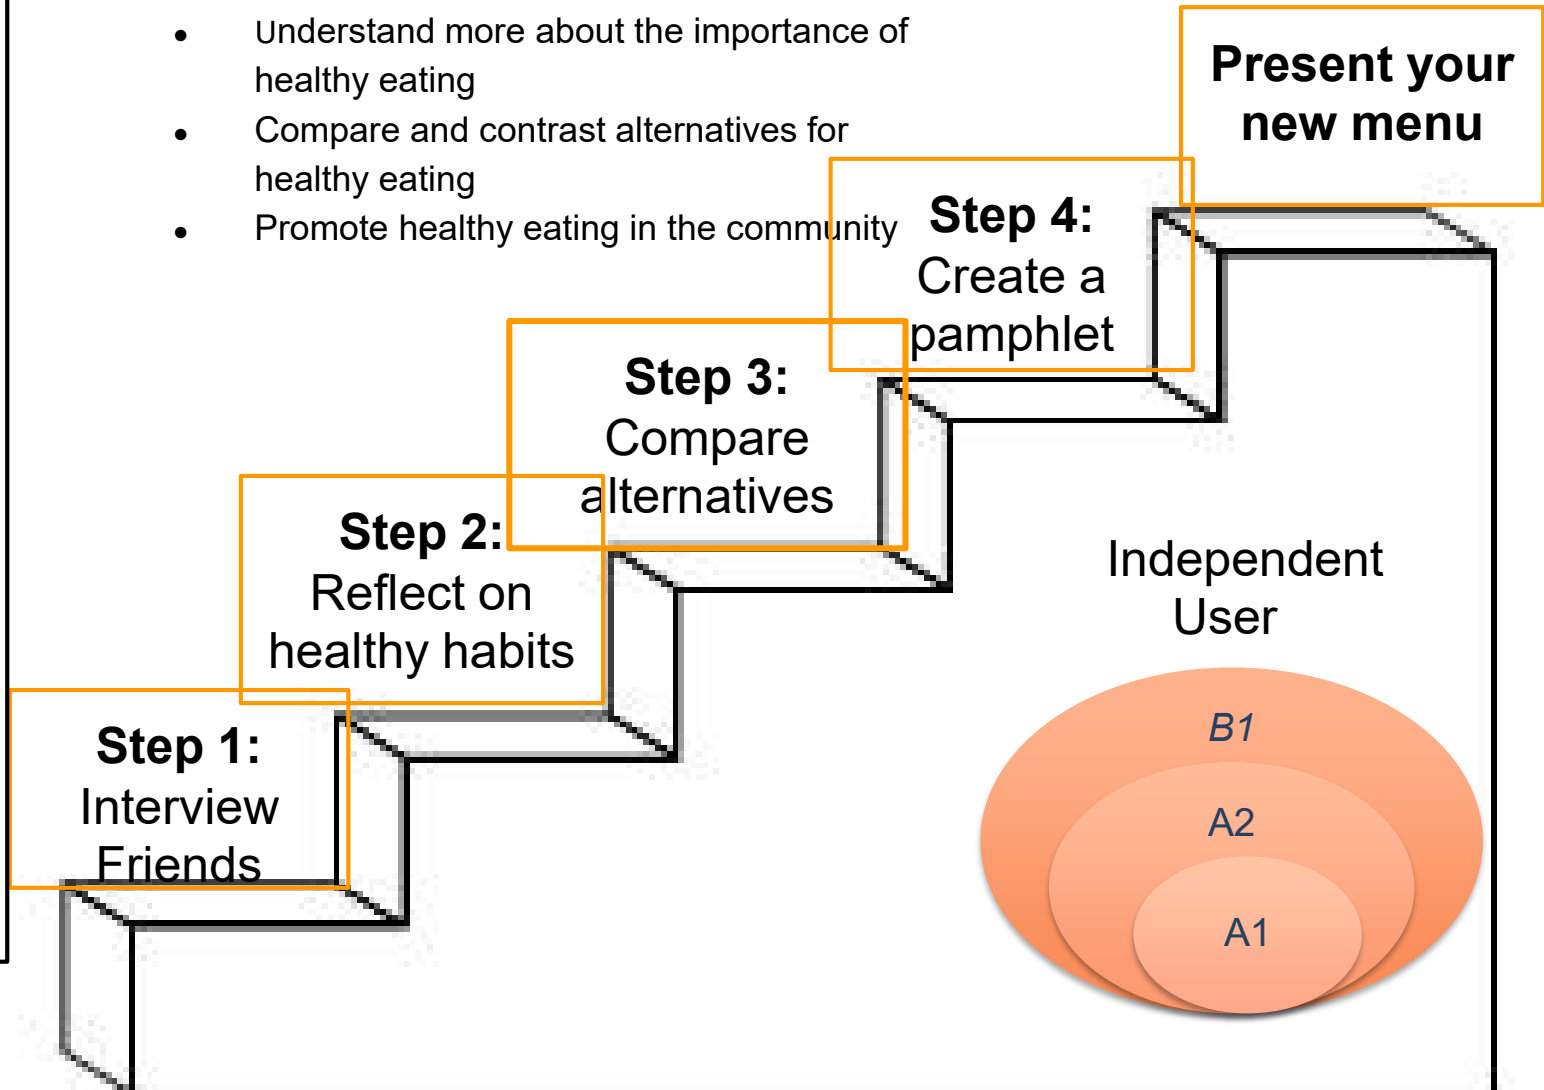 ● Understand more about the importance of
healthy eating
● Compare and contrast alternatives for
healthy eating
● Promote healthy eating in the community
Present your
new menu
Step 4:
Create a
pamphlet
Step 3:
Compare
alternatives
Step 2:
Reflect on
healthy habits
Step 1:
Interview
Friends
Independent
User
B1
A2
A1